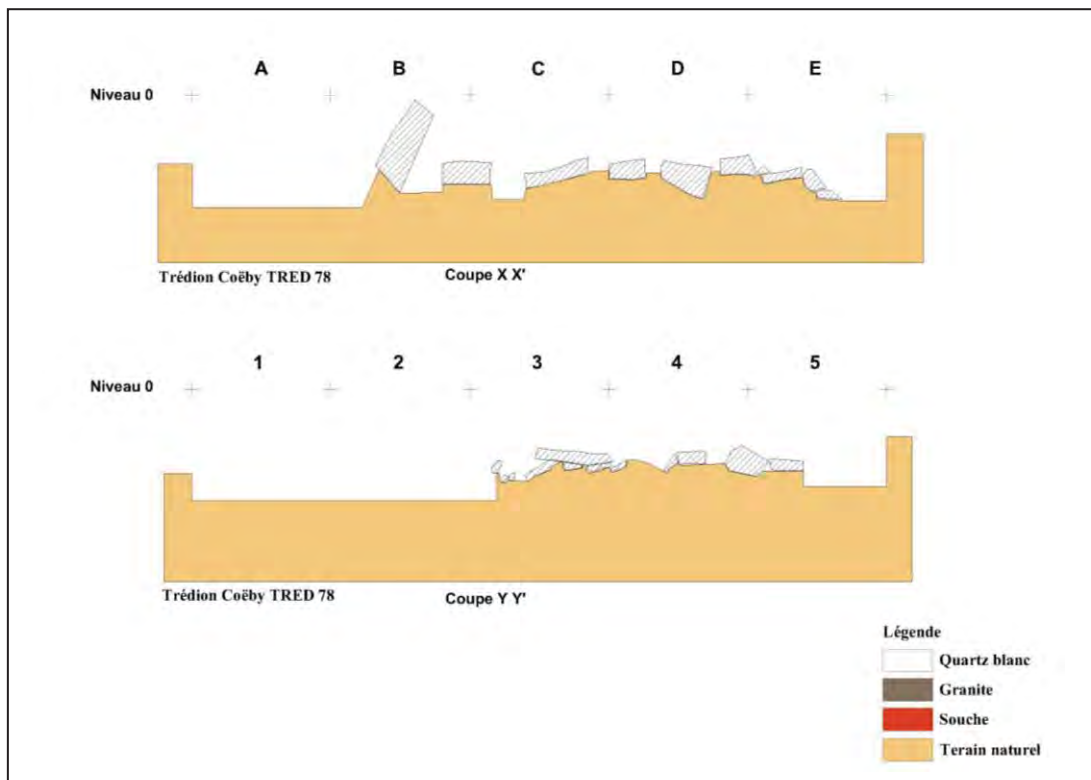 A B C D E
Niveau 0
Trédion Coëby TRED 78
Coupe X X'
1 2 3 4 5
Niveau 0
Trédion Coëby TRED 78
Coupe Y Y'
Légende
Quartz blanc
Granite
Souche
Terain naturel